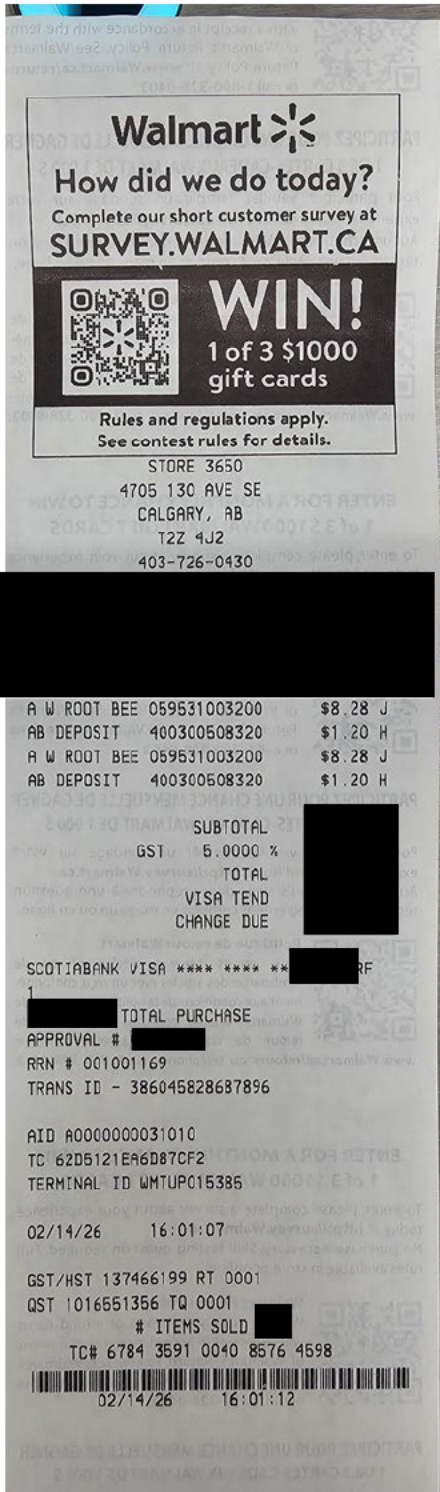 Walmart
How did we do today?
Complete our short customer survey at
SURVEY.WALMART.CA
WIN!
1 of 3 $1000
gift cards
Rules and regulations apply.
See contest rules for details.
STORE 3650
4705 130 AVE SE
CALGARY, AB
T2Z 4J2
403-726-0430
A W ROOT BEE 059531003200 $8.28 J
AB DEPOSIT 400300508320 $1.20 H
A W ROOT BEE 059531003200 $8.28 J
AB DEPOSIT 400300508320 $1.20 H
SUBTOTAL
GST 5.0000 %
TOTAL
VISA TEND
CHANGE DUE
SCOTIABANK VISA **** **** ** RF
1
TOTAL PURCHASE
APPROVAL #
RRN # 001001169
TRANS ID - 386045828687896
AID A0000000031010
TC 62D5121EA6D87CF2
TERMINAL ID WMTUP015385
02/14/26 16:01:07
GST/HST 137466199 RT 0001
QST 1016551356 TQ 0001
# ITEMS SOLD
TC# 6784 3591 0040 8576 4598
02/14/26 16:01:12